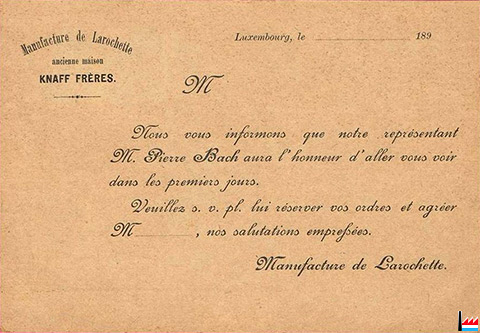 Manufacture de Larochette
ancienne maison
KNAFF FRÈRES.
Luxembourg, le 189
M
Nous vous informons que notre représentant
M. Pierre Bach aura l'honneur d'aller vous voir
dans les premiers jours.
Veuillez s. v. pl. lui réserver vos ordres et agréer
M , nos salutations empreſsées.
Manufacture de Larochette.